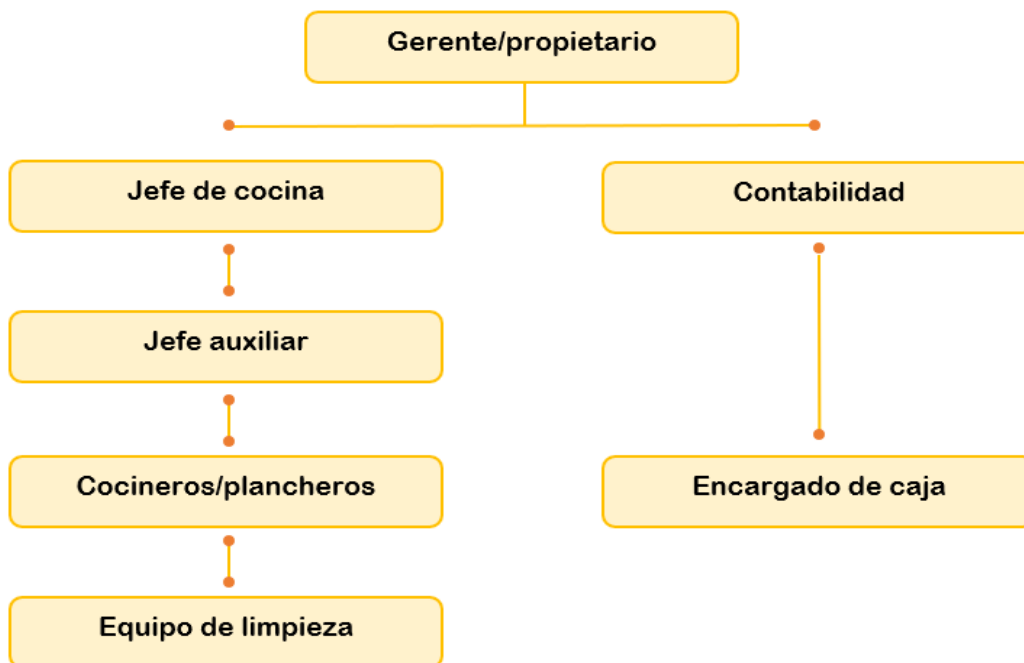 Gerente/propietario
Jefe de cocina
Contabilidad
Jefe auxiliar
Cocineros/plancheros
Encargado de caja
Equipo de limpieza